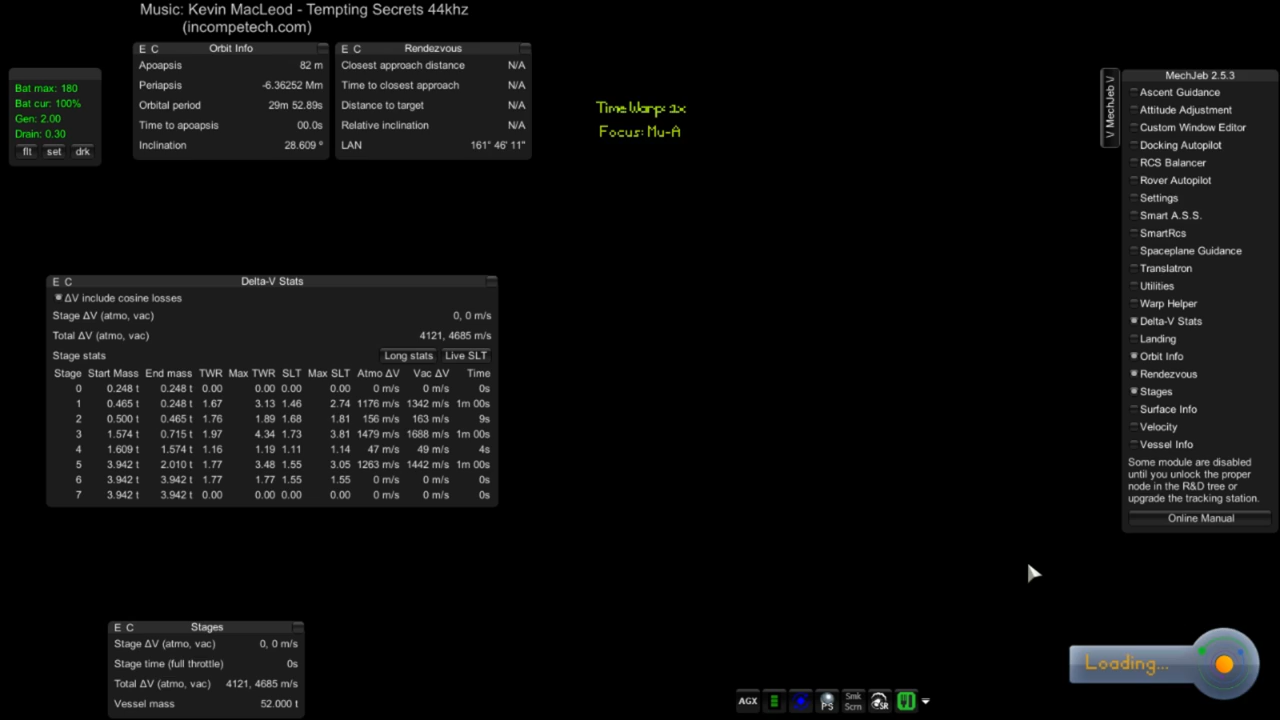 Music: Kevin MacLeod - Tempting Secrets 44khz
(incompetech.com)
E C Orbit Info
Apoapsis 82 m
Periapsis -6.36252 Mm
Orbital period 29m 52.89s
Time to apoapsis 00.0s
Inclination 28.609 º
E C Rendezvous
Closest approach distance N/A
Time to closest approach N/A
Distance to target N/A
Relative inclination N/A
LAN 161° 46' 11"
Bat max: 180
Bat cur: 100%
Gen: 2.00
Drain: 0.30
flt set drk
Time Warp: 1x
Focus: Mu-A
V MechJeb V
MechJeb 2.5.3
Ascent Guidance
Attitude Adjustment
Custom Window Editor
Docking Autopilot
RCS Balancer
Rover Autopilot
Settings
Smart A.S.S.
SmartRcs
Spaceplane Guidance
Translatron
Utilities
Warp Helper
Delta-V Stats
Landing
Orbit Info
Rendezvous
Stages
Surface Info
Velocity
Vessel Info
Some module are disabled
until you unlock the proper
node in the R&D tree or
upgrade the tracking station.
Online Manual
E C Delta-V Stats
ΔV include cosine losses
Stage ΔV (atmo, vac) 0, 0 m/s
Total ΔV (atmo, vac) 4121, 4685 m/s
Stage stats Long stats Live SLT
Stage Start Mass End mass TWR Max TWR SLT Max SLT Atmo ΔV Vac ΔV Time
0 0.248 t 0.248 t 0.00 0.00 0.00 0.00 0 m/s 0 m/s 0s
1 0.465 t 0.248 t 1.67 3.13 1.46 2.74 1176 m/s 1342 m/s 1m 00s
2 0.500 t 0.465 t 1.76 1.89 1.68 1.81 156 m/s 163 m/s 9s
3 1.574 t 0.715 t 1.97 4.34 1.73 3.81 1479 m/s 1688 m/s 1m 00s
4 1.609 t 1.574 t 1.16 1.19 1.11 1.14 47 m/s 49 m/s 4s
5 3.942 t 2.010 t 1.77 3.48 1.55 3.05 1263 m/s 1442 m/s 1m 00s
6 3.942 t 3.942 t 1.77 1.77 1.55 1.55 0 m/s 0 m/s 0s
7 3.942 t 3.942 t 0.00 0.00 0.00 0.00 0 m/s 0 m/s 0s
E C Stages
Stage ΔV (atmo, vac) 0, 0 m/s
Stage time (full throttle) 0s
Total ΔV (atmo, vac) 4121, 4685 m/s
Vessel mass 52.000 t
AGX
PS
Smk
Scrn
SR
Loading...